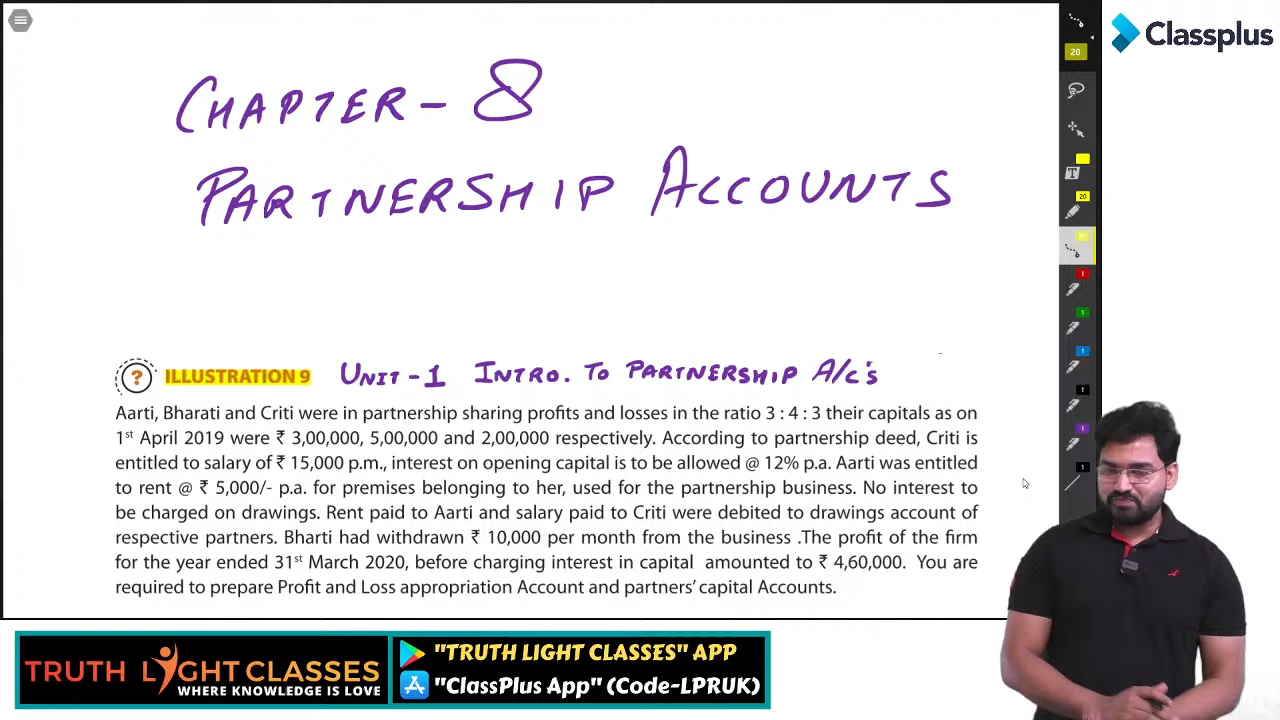 Classplus
20
CHAPTER - 8
PARTNERSHIP ACCOUNTS
T
20
1
1
1
1
1
1
? ILLUSTRATION 9 UNIT-1 INTRO. TO PARTNERSHIP A/C's
Aarti, Bharati and Criti were in partnership sharing profits and losses in the ratio 3 : 4 : 3 their capitals as on
1st April 2019 were ₹ 3,00,000, 5,00,000 and 2,00,000 respectively. According to partnership deed, Criti is
entitled to salary of ₹ 15,000 p.m., interest on opening capital is to be allowed @ 12% p.a. Aarti was entitled
to rent @ ₹ 5,000/- p.a. for premises belonging to her, used for the partnership business. No interest to
be charged on drawings. Rent paid to Aarti and salary paid to Criti were debited to drawings account of
respective partners. Bharti had withdrawn ₹ 10,000 per month from the business .The profit of the firm
for the year ended 31st March 2020, before charging interest in capital amounted to ₹ 4,60,000. You are
required to prepare Profit and Loss appropriation Account and partners' capital Accounts.
TRUTH LIGHT CLASSES
WHERE KNOWLEDGE IS LOVE
"TRUTH LIGHT CLASSES" APP
"ClassPlus App" (Code-LPRUK)